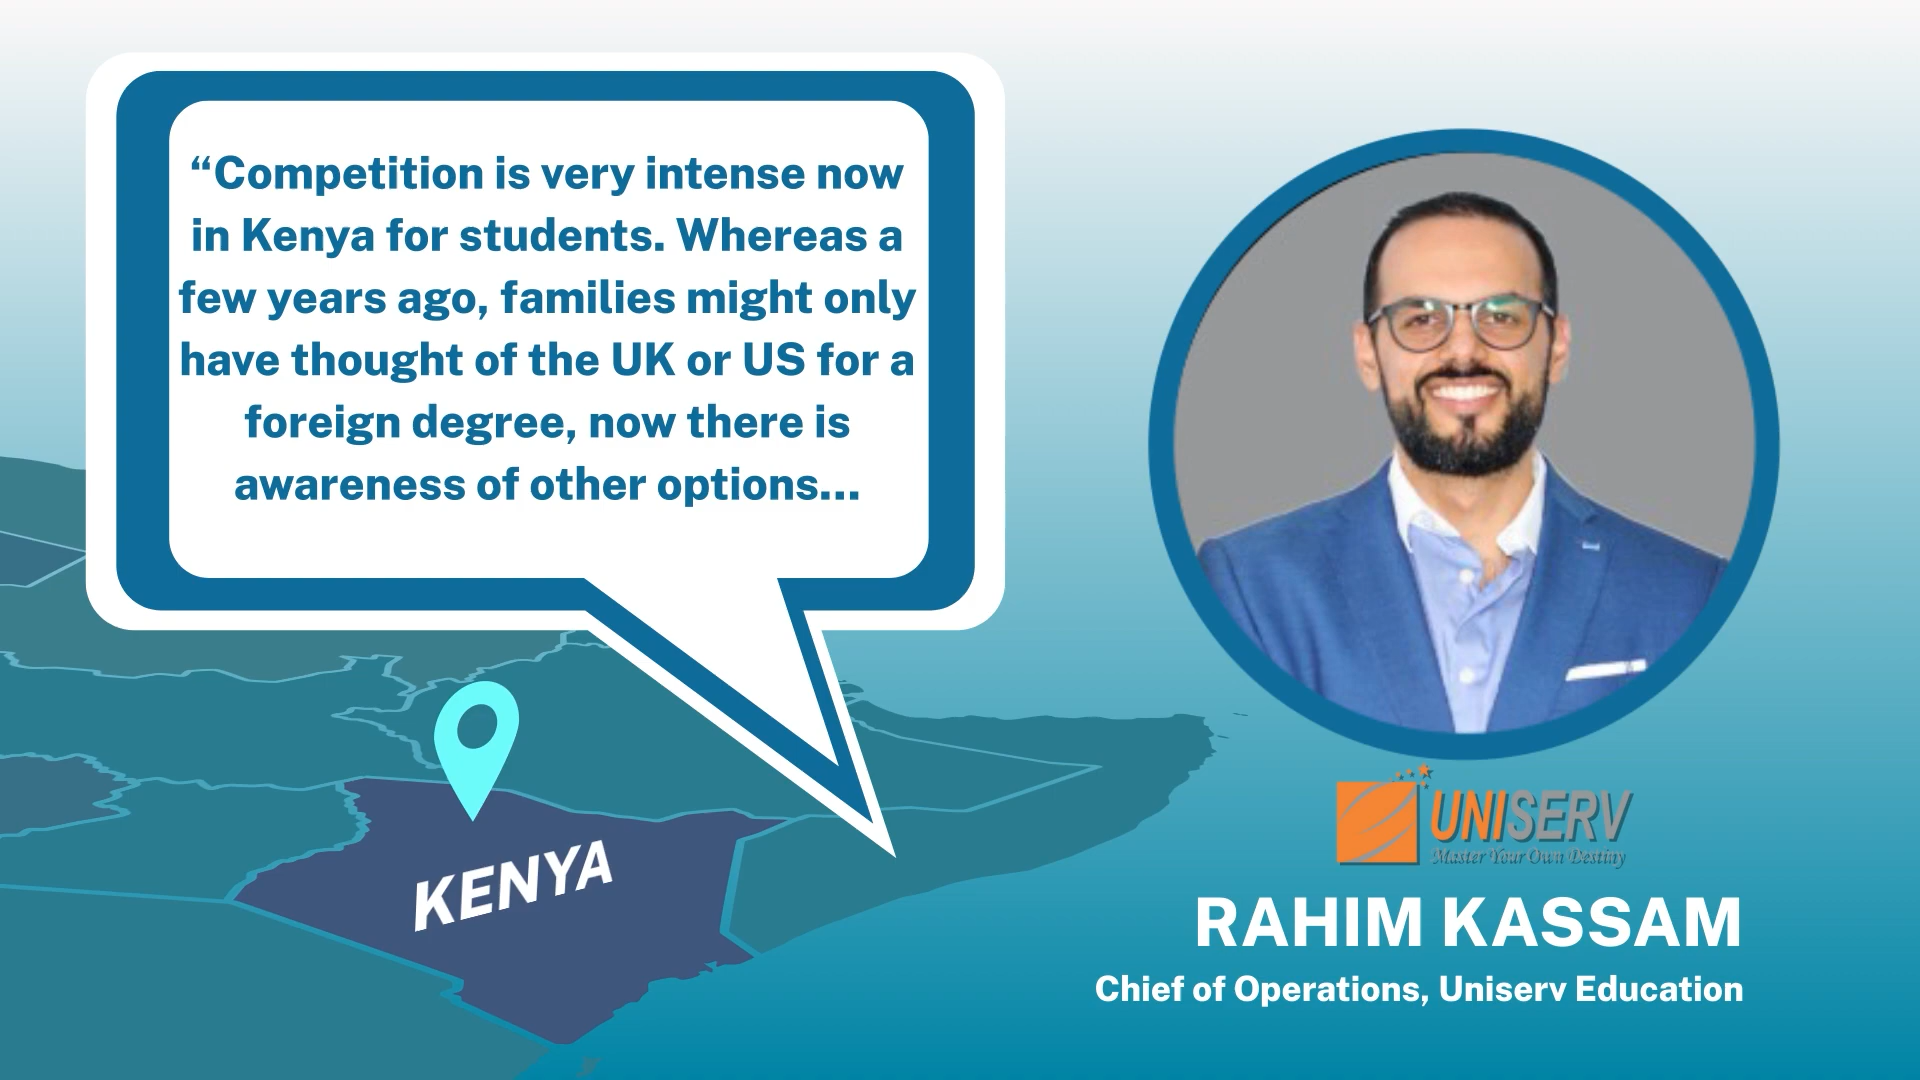 “Competition is very intense now
in Kenya for students. Whereas a
few years ago, families might only
have thought of the UK or US for a
foreign degree, now there is
awareness of other options...
KENYA
UNISERV
Master Your Own Destiny
RAHIM KASSAM
Chief of Operations, Uniserv Education